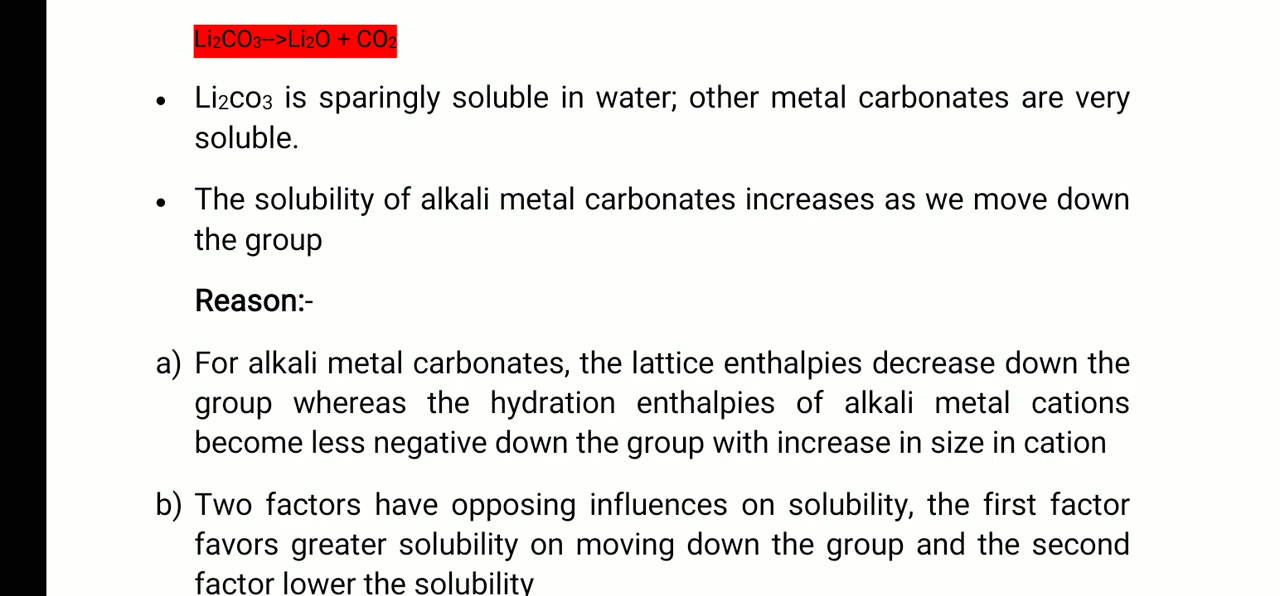 Li₂CO₃-->Li₂O + CO₂
• Li₂co₃ is sparingly soluble in water; other metal carbonates are very
soluble.
• The solubility of alkali metal carbonates increases as we move down
the group
Reason:-
a) For alkali metal carbonates, the lattice enthalpies decrease down the
group whereas the hydration enthalpies of alkali metal cations
become less negative down the group with increase in size in cation
b) Two factors have opposing influences on solubility, the first factor
favors greater solubility on moving down the group and the second
factor lower the solubility